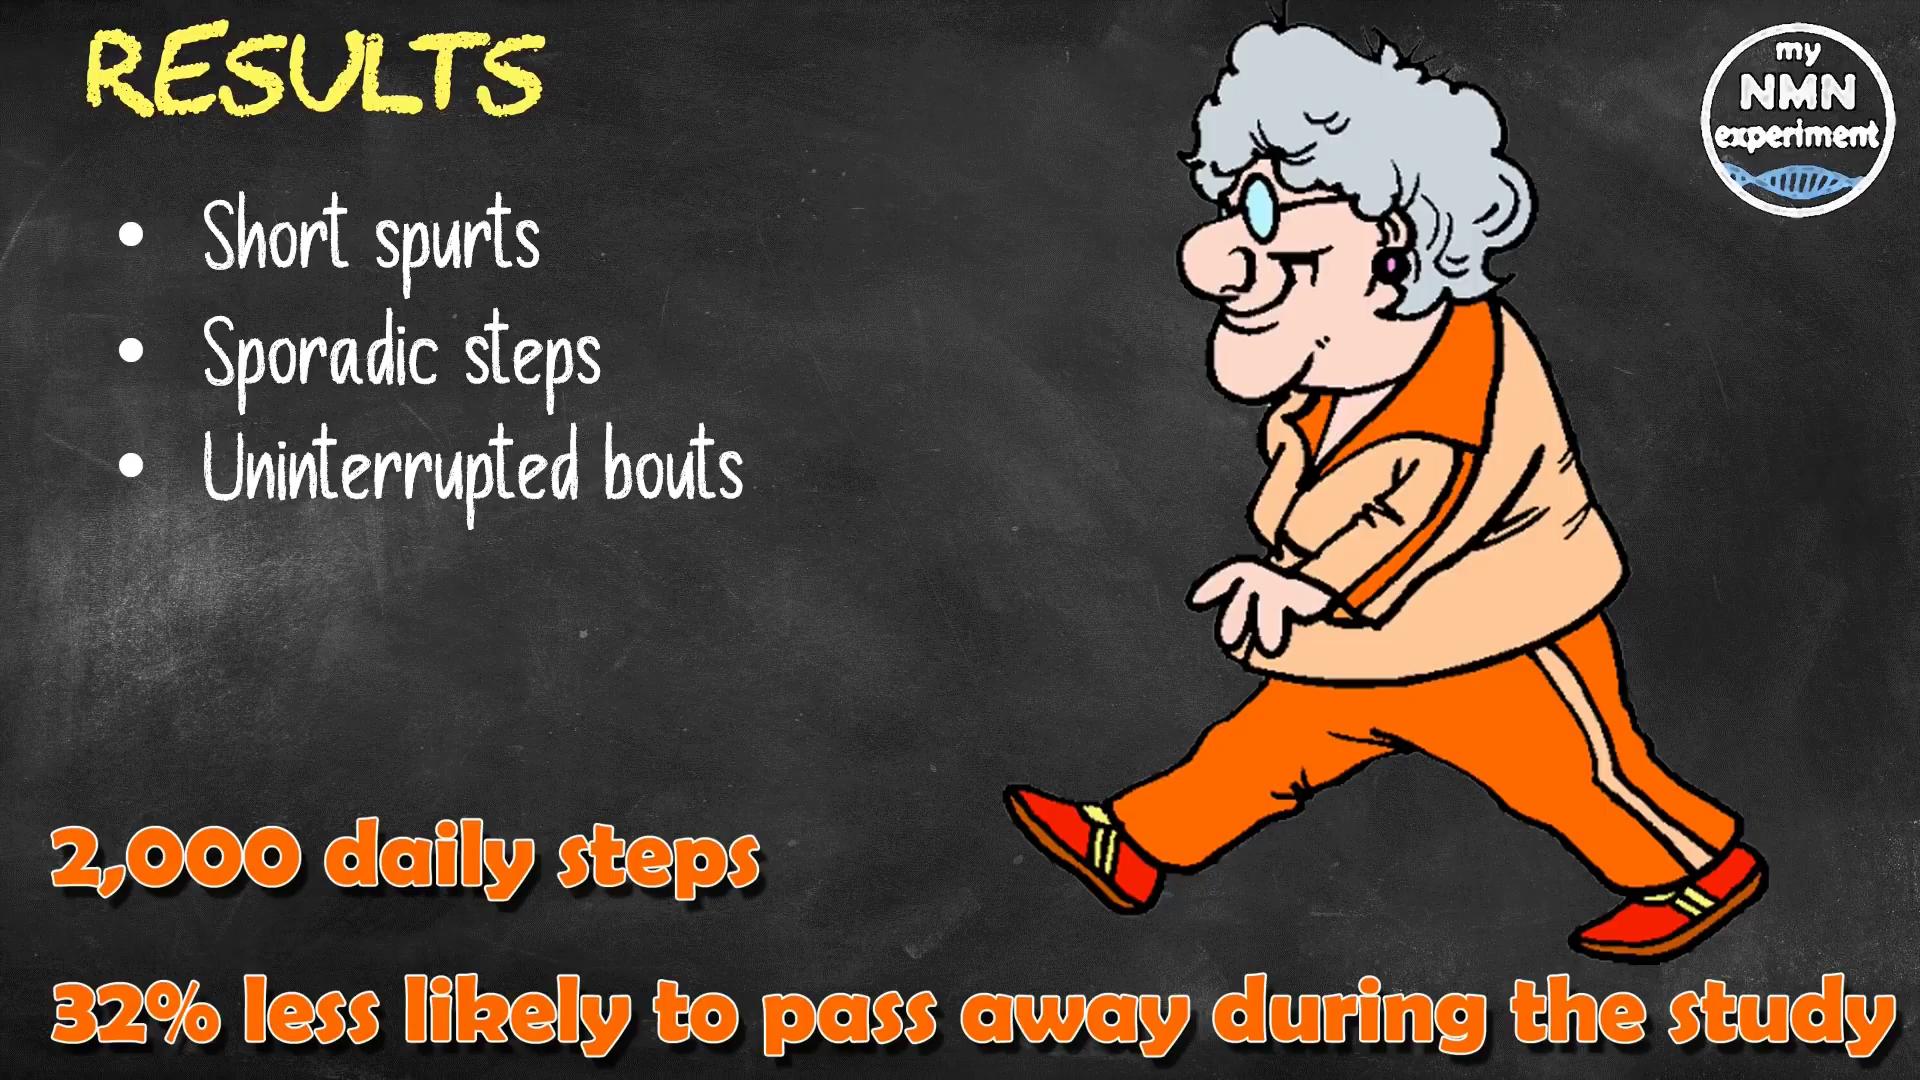 RESULTS
my
NMN
experiment
• Short spurts
• Sporadic steps
• Uninterrupted bouts
2,000 daily steps
32% less likely to pass away during the study